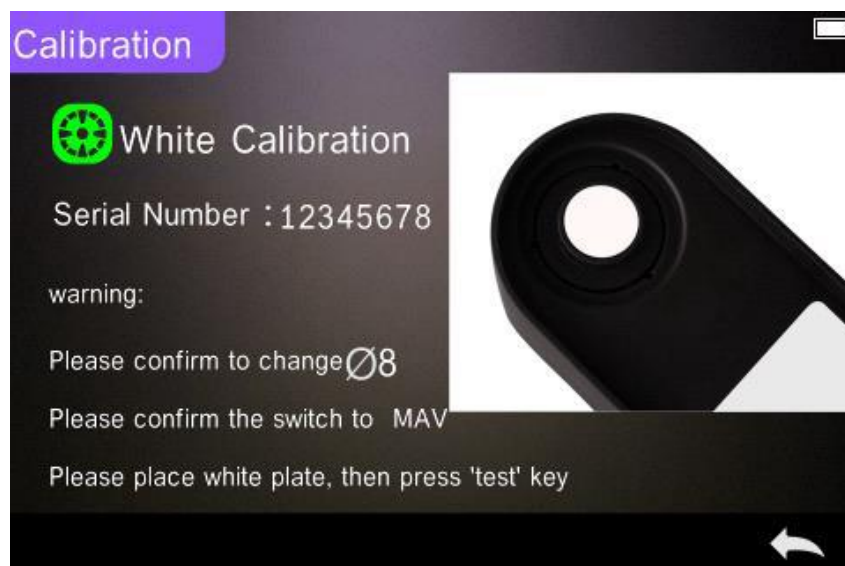 Calibration
White Calibration
Serial Number :12345678
warning:
Please confirm to change∅8
Please confirm the switch to MAV
Please place white plate, then press 'test' key